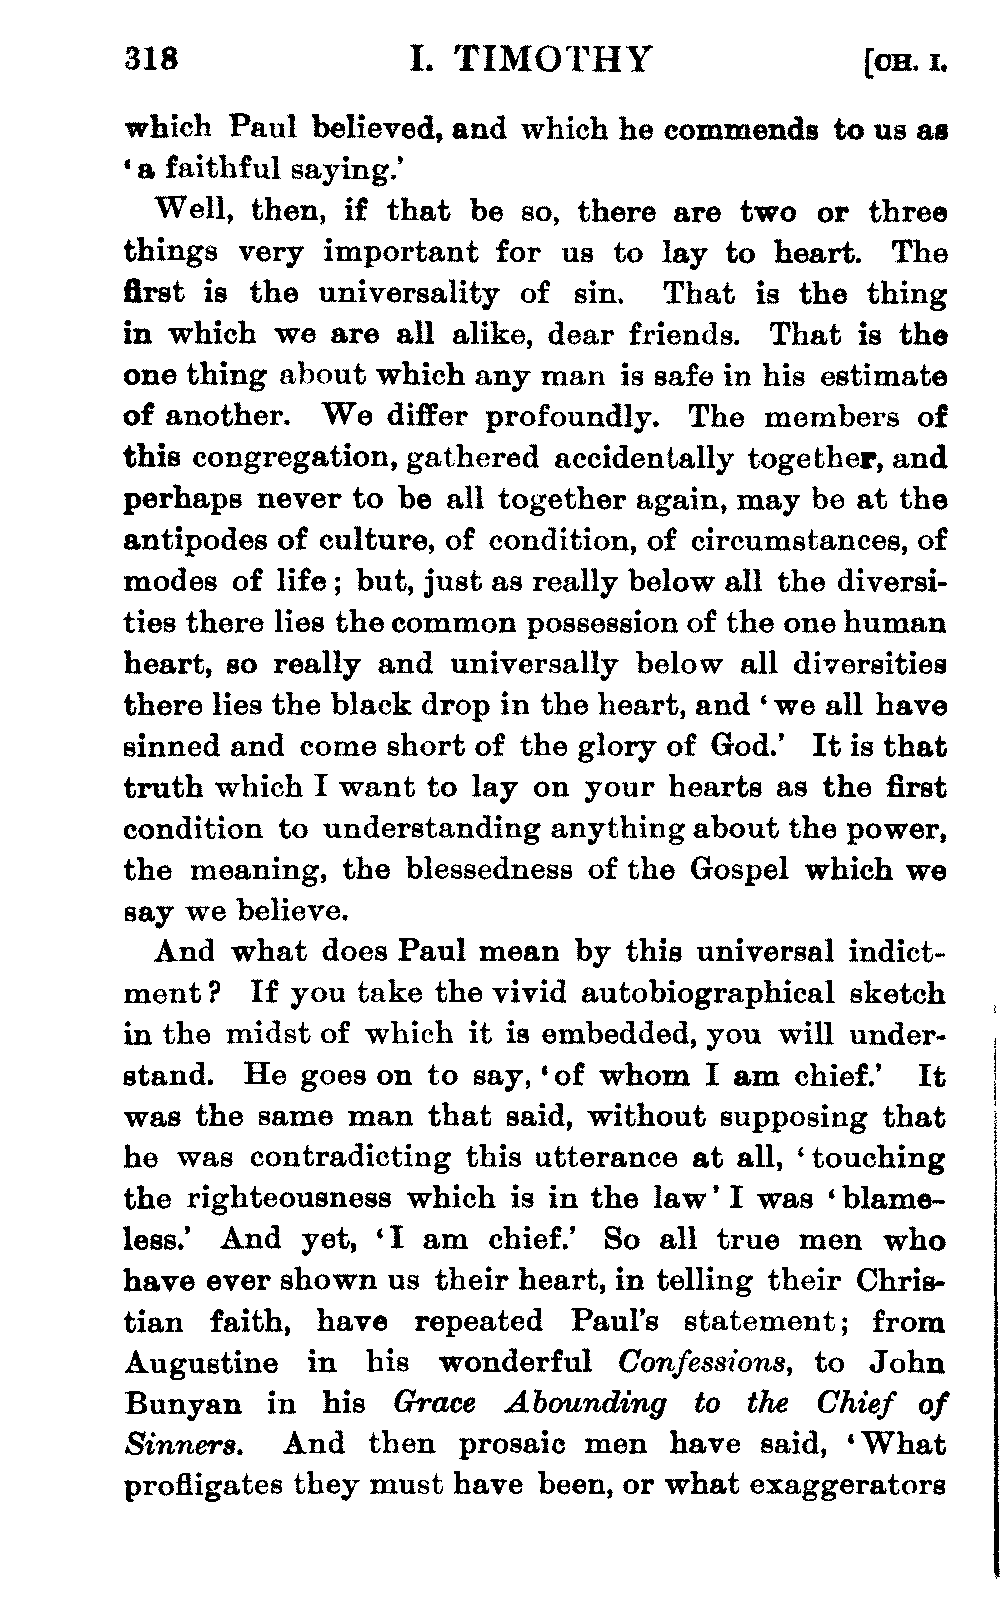 318 I. TIMOTHY [CH. I.
which Paul believed, and which he commends to us as
‘a faithful saying.’
Well, then, if that be so, there are two or three
things very important for us to lay to heart. The
first is the universality of sin. That is the thing
in which we are all alike, dear friends. That is the
one thing about which any man is safe in his estimate
of another. We differ profoundly. The members of
this congregation, gathered accidentally together, and
perhaps never to be all together again, may be at the
antipodes of culture, of condition, of circumstances, of
modes of life; but, just as really below all the diversi-
ties there lies the common possession of the one human
heart, so really and universally below all diversities
there lies the black drop in the heart, and ‘we all have
sinned and come short of the glory of God.’ It is that
truth which I want to lay on your hearts as the first
condition to understanding anything about the power,
the meaning, the blessedness of the Gospel which we
say we believe.
And what does Paul mean by this universal indict-
ment? If you take the vivid autobiographical sketch
in the midst of which it is embedded, you will under-
stand. He goes on to say, ‘of whom I am chief.’ It
was the same man that said, without supposing that
he was contradicting this utterance at all, ‘touching
the righteousness which is in the law’ I was ‘blame-
less.’ And yet, ‘I am chief.’ So all true men who
have ever shown us their heart, in telling their Chris-
tian faith, have repeated Paul’s statement; from
Augustine in his wonderful Confessions, to John
Bunyan in his Grace Abounding to the Chief of
Sinners. And then prosaic men have said, ‘What
profligates they must have been, or what exaggerators